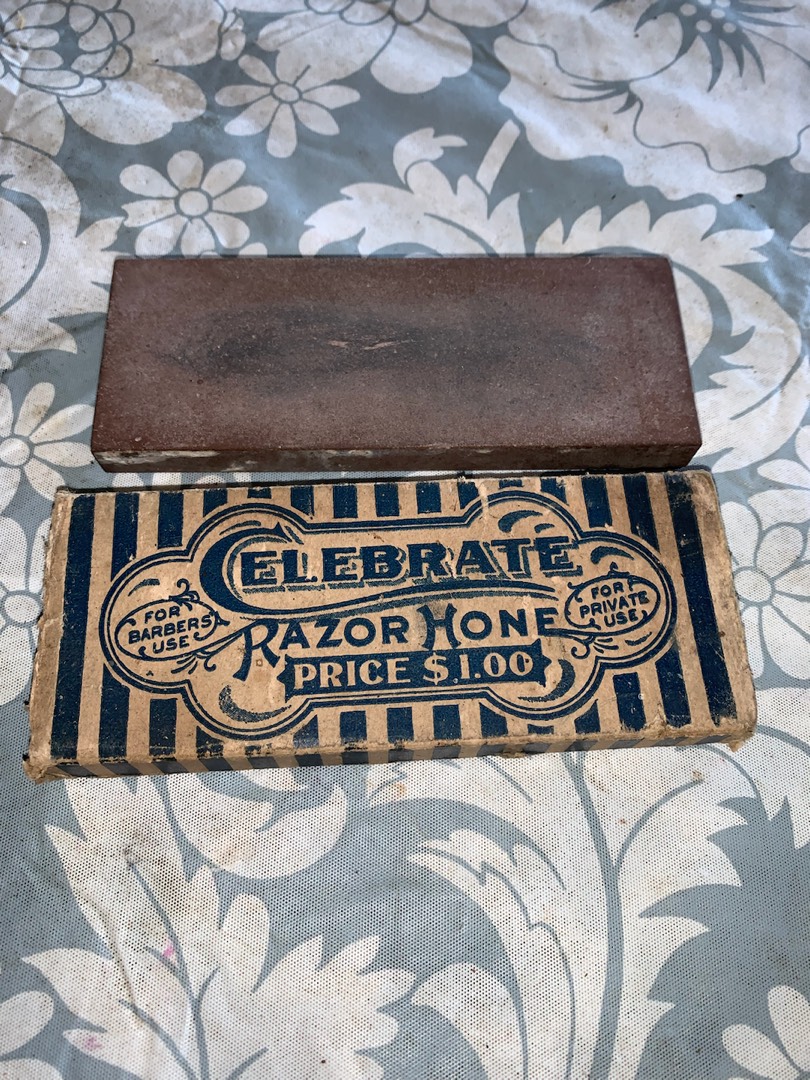 CELEBRATE
FOR
BARBERS'
USE
RAZOR HONE
FOR
PRIVATE
USE
PRICE $1.00